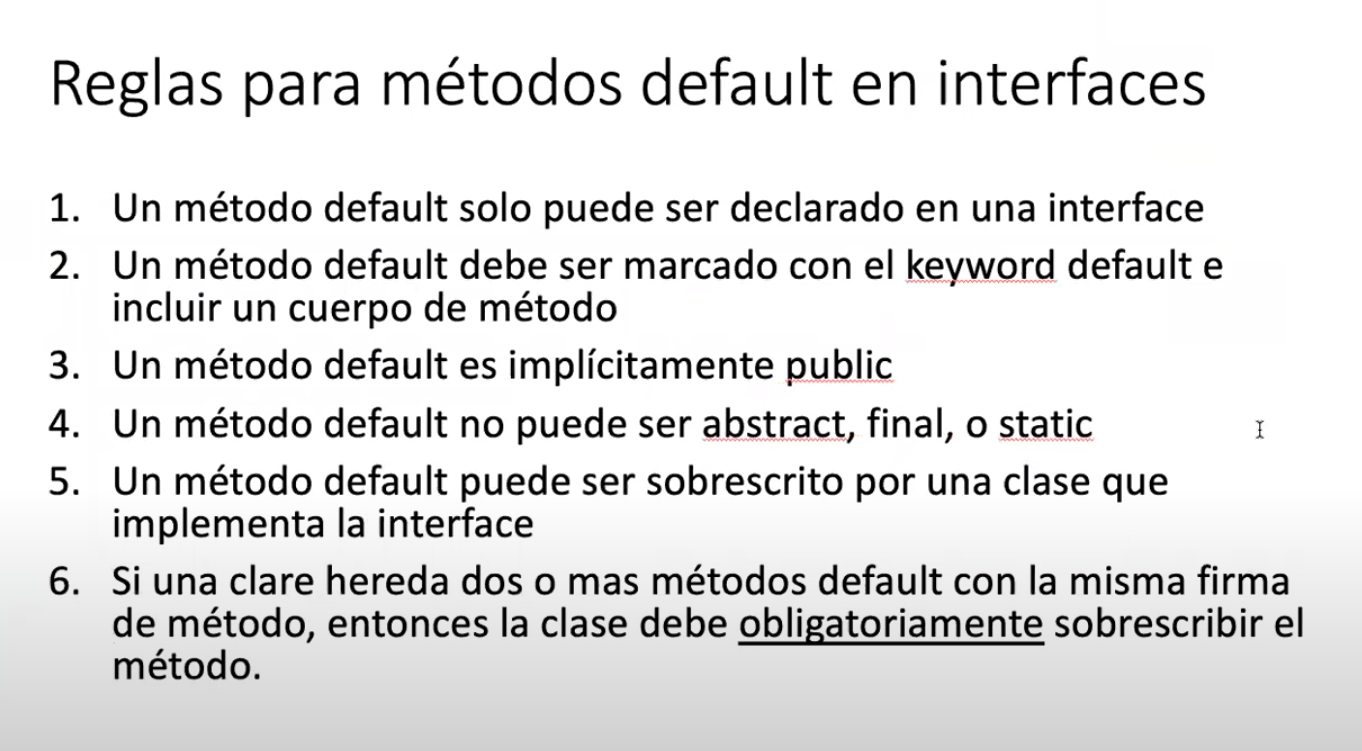 Reglas para métodos default en interfaces
1. Un método default solo puede ser declarado en una interface
2. Un método default debe ser marcado con el keyword default e
incluir un cuerpo de método
3. Un método default es implícitamente public
4. Un método default no puede ser abstract, final, o static
5. Un método default puede ser sobrescrito por una clase que
implementa la interface
6. Si una clare hereda dos o mas métodos default con la misma firma
de método, entonces la clase debe obligatoriamente sobrescribir el
método.